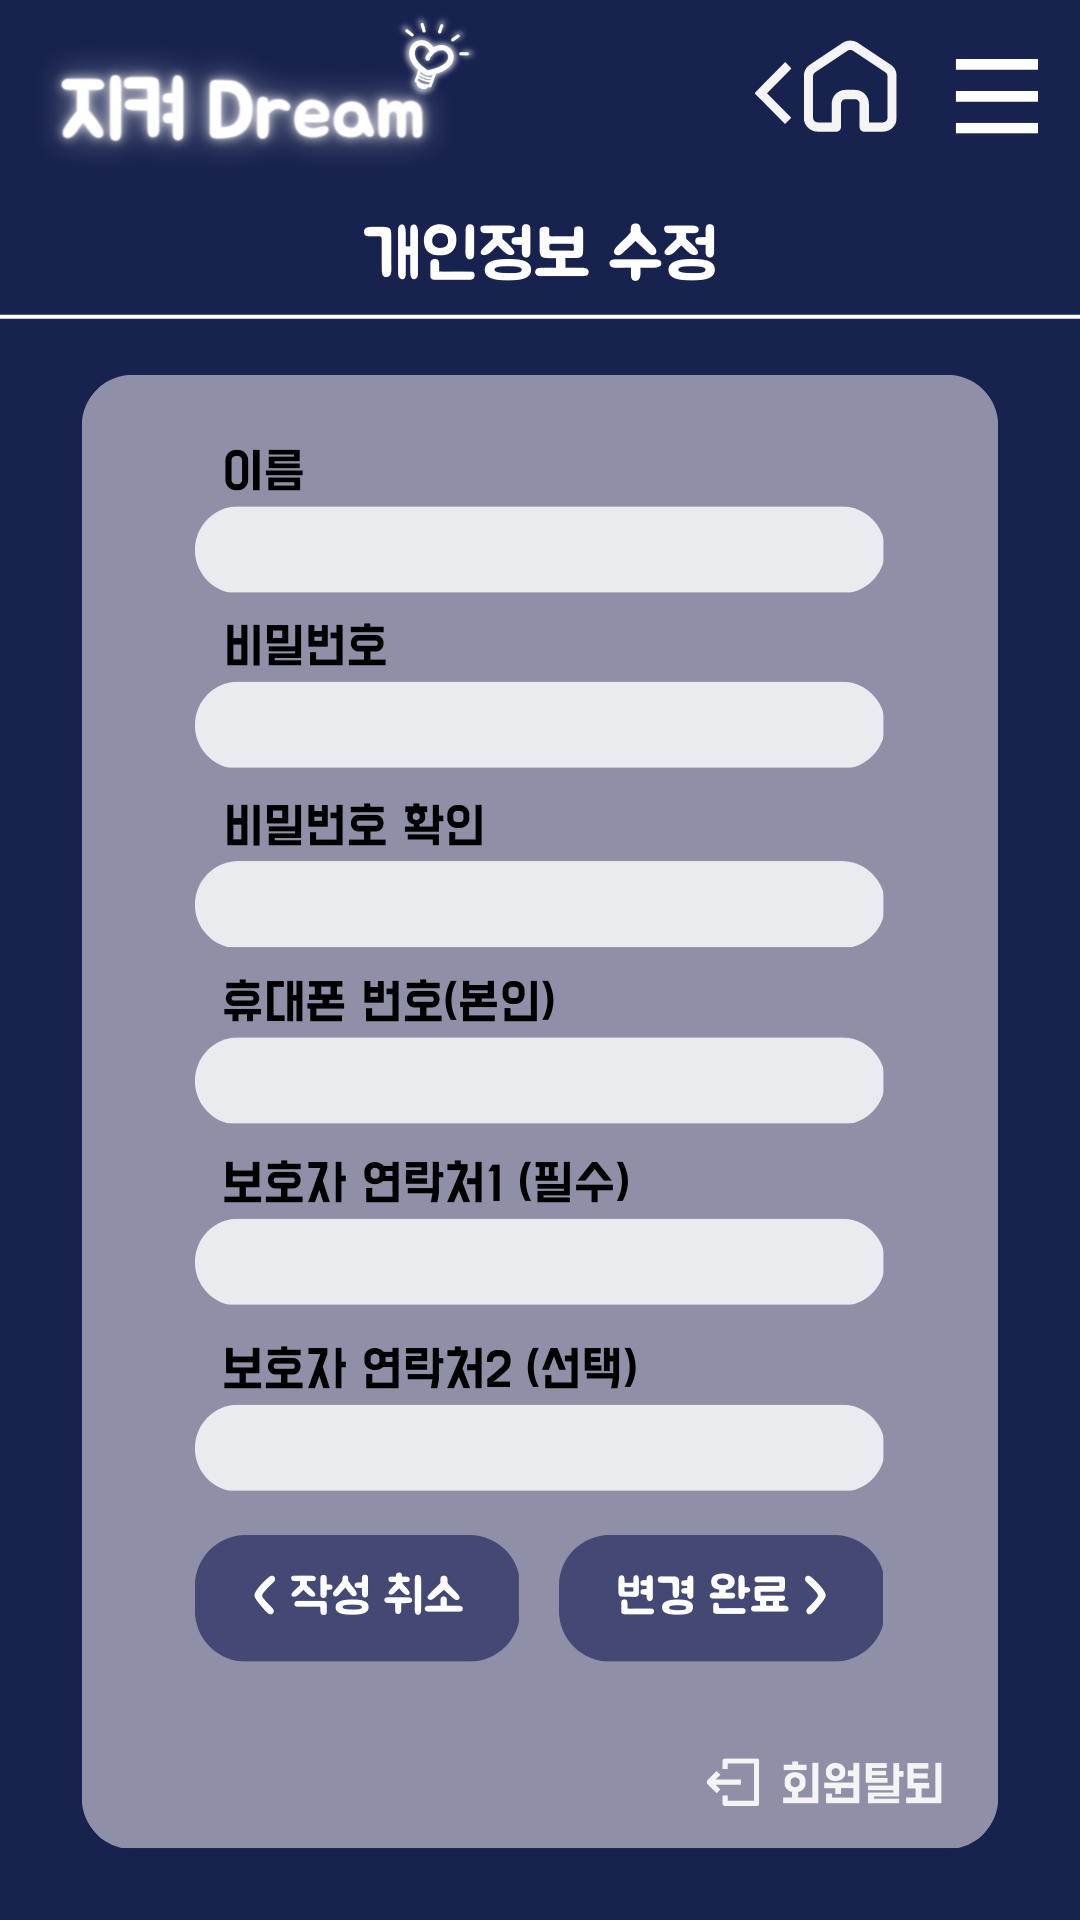 지켜 Dream
개인정보 수정
이름
비밀번호
비밀번호 확인
휴대폰 번호(본인)
보호자 연락처1 (필수)
보호자 연락처2 (선택)
작성 취소
변경 완료
회원탈퇴